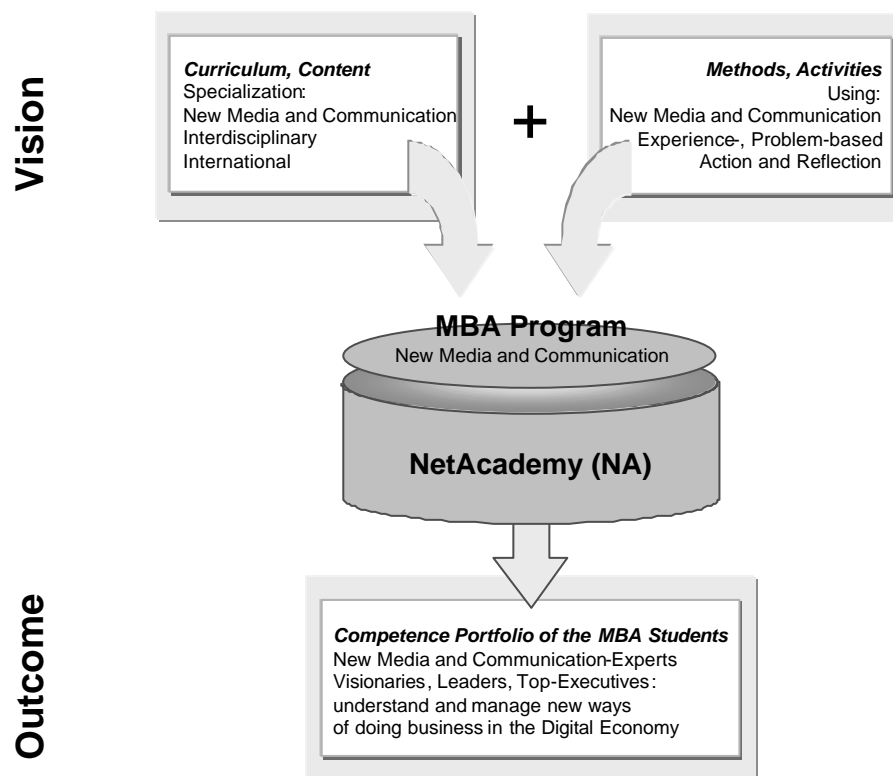 Vision
Curriculum, Content
Specialization:
New Media and Communication
Interdisciplinary
International
+
Methods, Activities
Using:
New Media and Communication
Experience-, Problem-based
Action and Reflection
MBA Program
New Media and Communication
NetAcademy (NA)
Outcome
Competence Portfolio of the MBA Students
New Media and Communication-Experts
Visionaries, Leaders, Top-Executives:
understand and manage new ways
of doing business in the Digital Economy